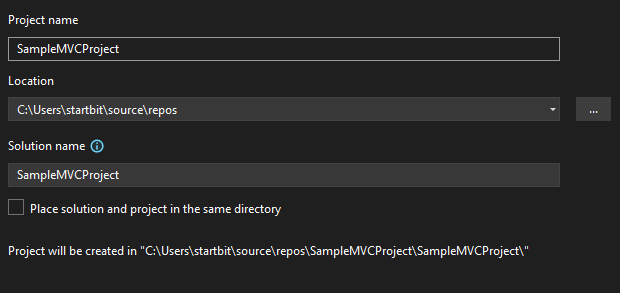 Project name
SampleMVCProject
Location
C:\Users\startbit\source\repos
...
Solution name
SampleMVCProject
Place solution and project in the same directory
Project will be created in "C:\Users\startbit\source\repos\SampleMVCProject\SampleMVCProject\"